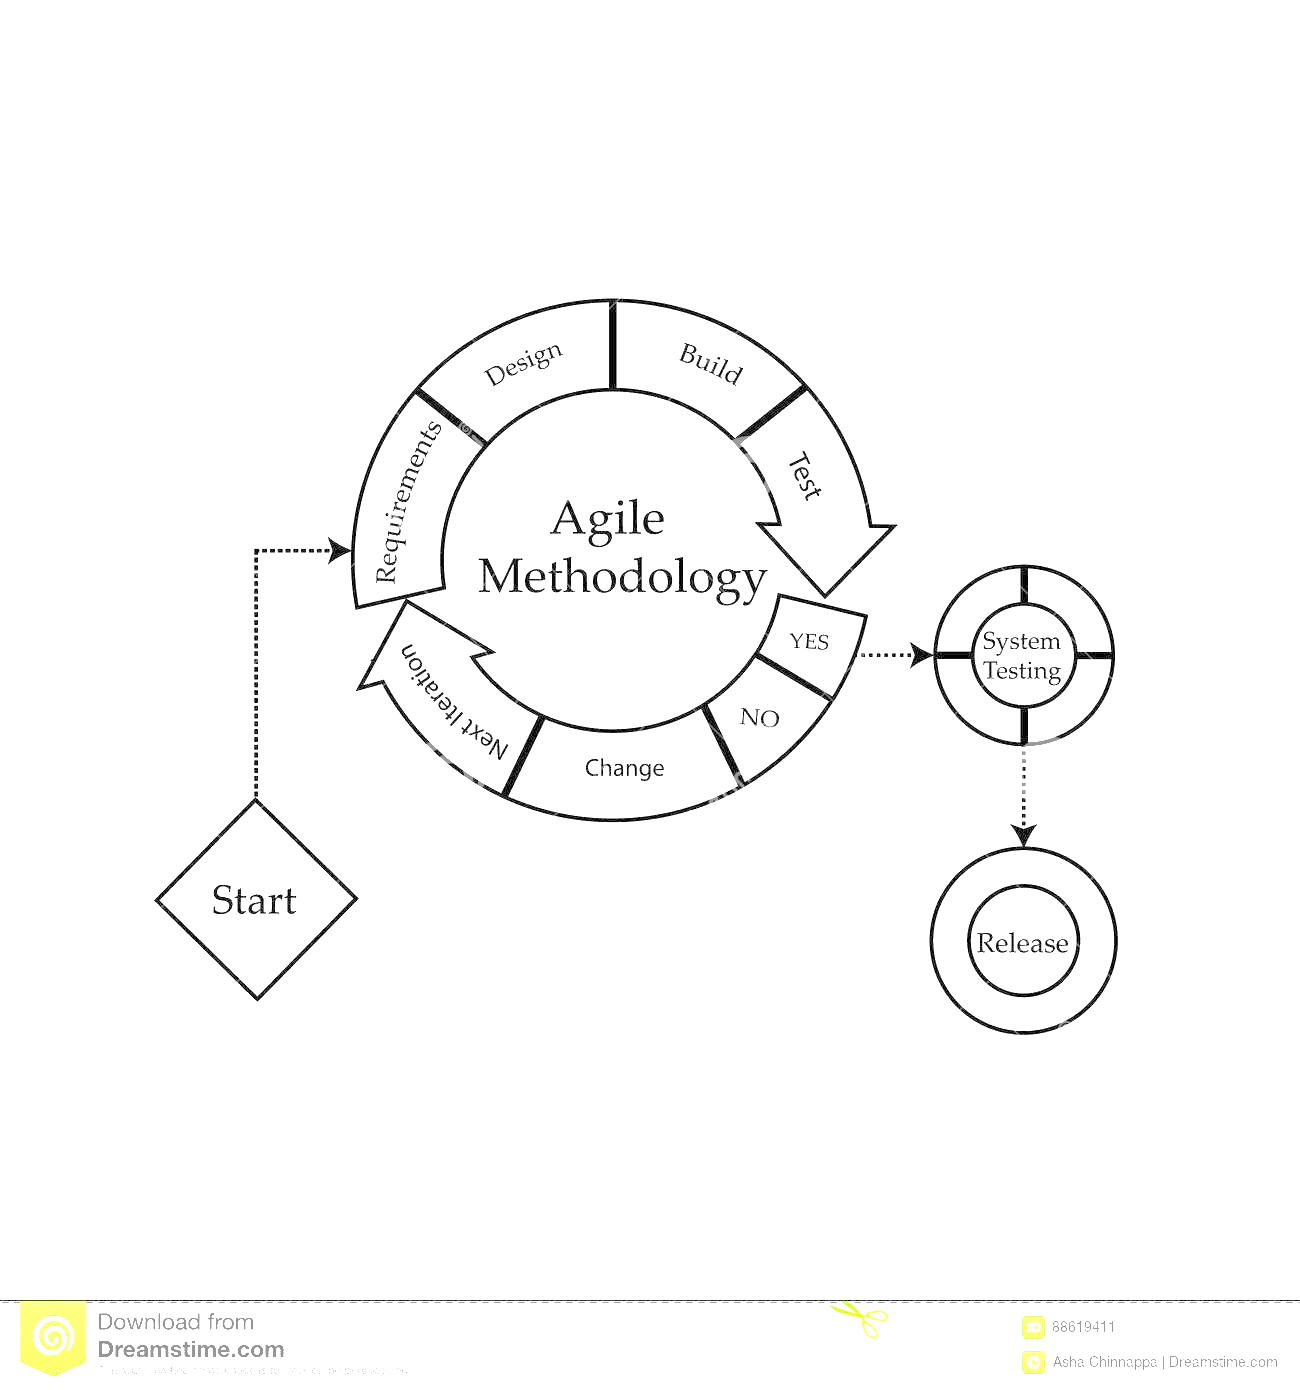 Design
Build
Requirements
Test
Agile
Methodology
YES
NO
Change
Next Iteration
System
Testing
Start
Release
Download from
Dreamstime.com
88619411
Asha Chinnappa | Dreamstime.com